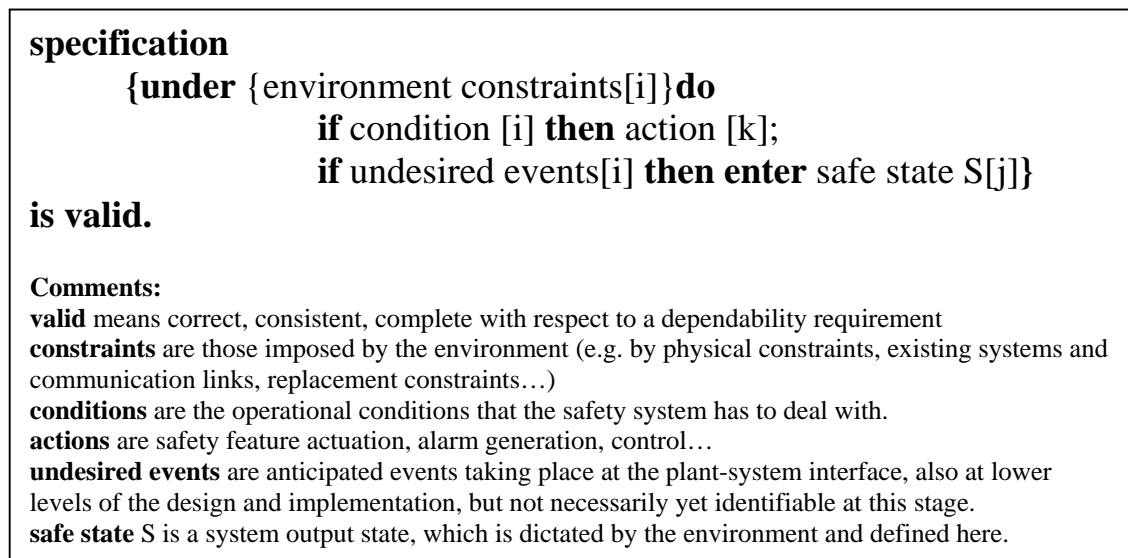 specification
{under {environment constraints[i]}do
if condition [i] then action [k];
if undesired events[i] then enter safe state S[j]}
is valid.
Comments:
valid means correct, consistent, complete with respect to a dependability requirement
constraints are those imposed by the environment (e.g. by physical constraints, existing systems and
communication links, replacement constraints…)
conditions are the operational conditions that the safety system has to deal with.
actions are safety feature actuation, alarm generation, control…
undesired events are anticipated events taking place at the plant-system interface, also at lower
levels of the design and implementation, but not necessarily yet identifiable at this stage.
safe state S is a system output state, which is dictated by the environment and defined here.